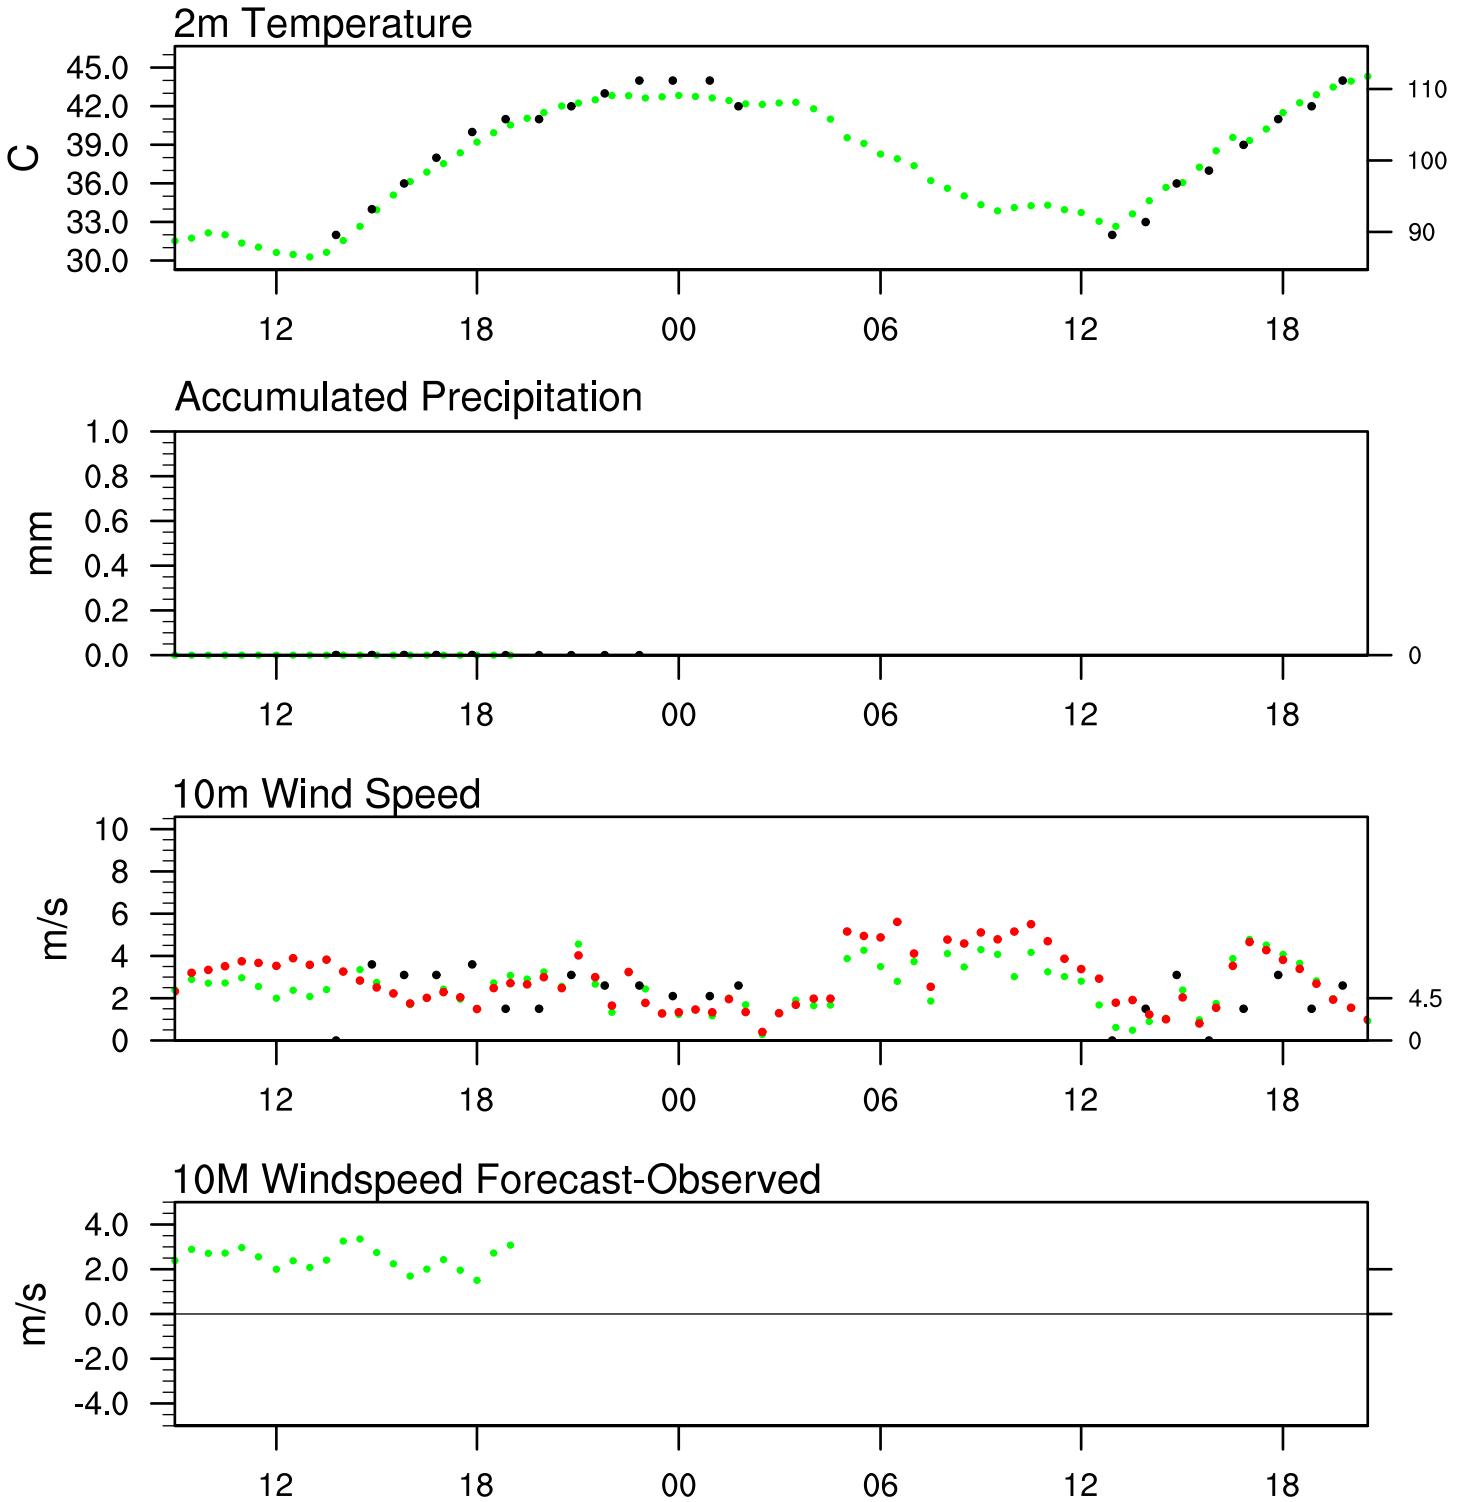 2m Temperature
45.0
42.0
39.0
36.0
33.0
30.0
C
110
100
90
12 18 00 06 12 18
Accumulated Precipitation
1.0
0.8
0.6
0.4
0.2
0.0
mm
0
12 18 00 06 12 18
10m Wind Speed
10
8
6
4
2
0
m/s
4.5
0
12 18 00 06 12 18
10M Windspeed Forecast-Observed
4.0
2.0
0.0
-2.0
-4.0
m/s
12 18 00 06 12 18